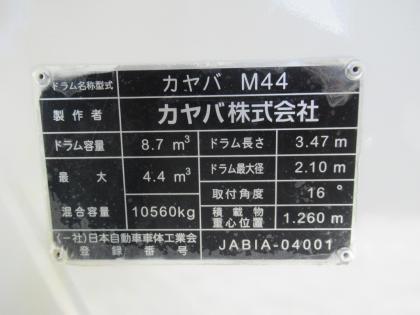 ドラム名称型式 カヤバ M44
製作者 カヤバ株式会社
ドラム容量 8.7 m³ ドラム長さ 3.47 m
最大 4.4 m³ ドラム最大径 2.10 m
取付角度 16 °
混合容量 10560kg 積載物重心位置 1.260 m
(一社)日本自動車車体工業会
登録番号 JABIA-04001